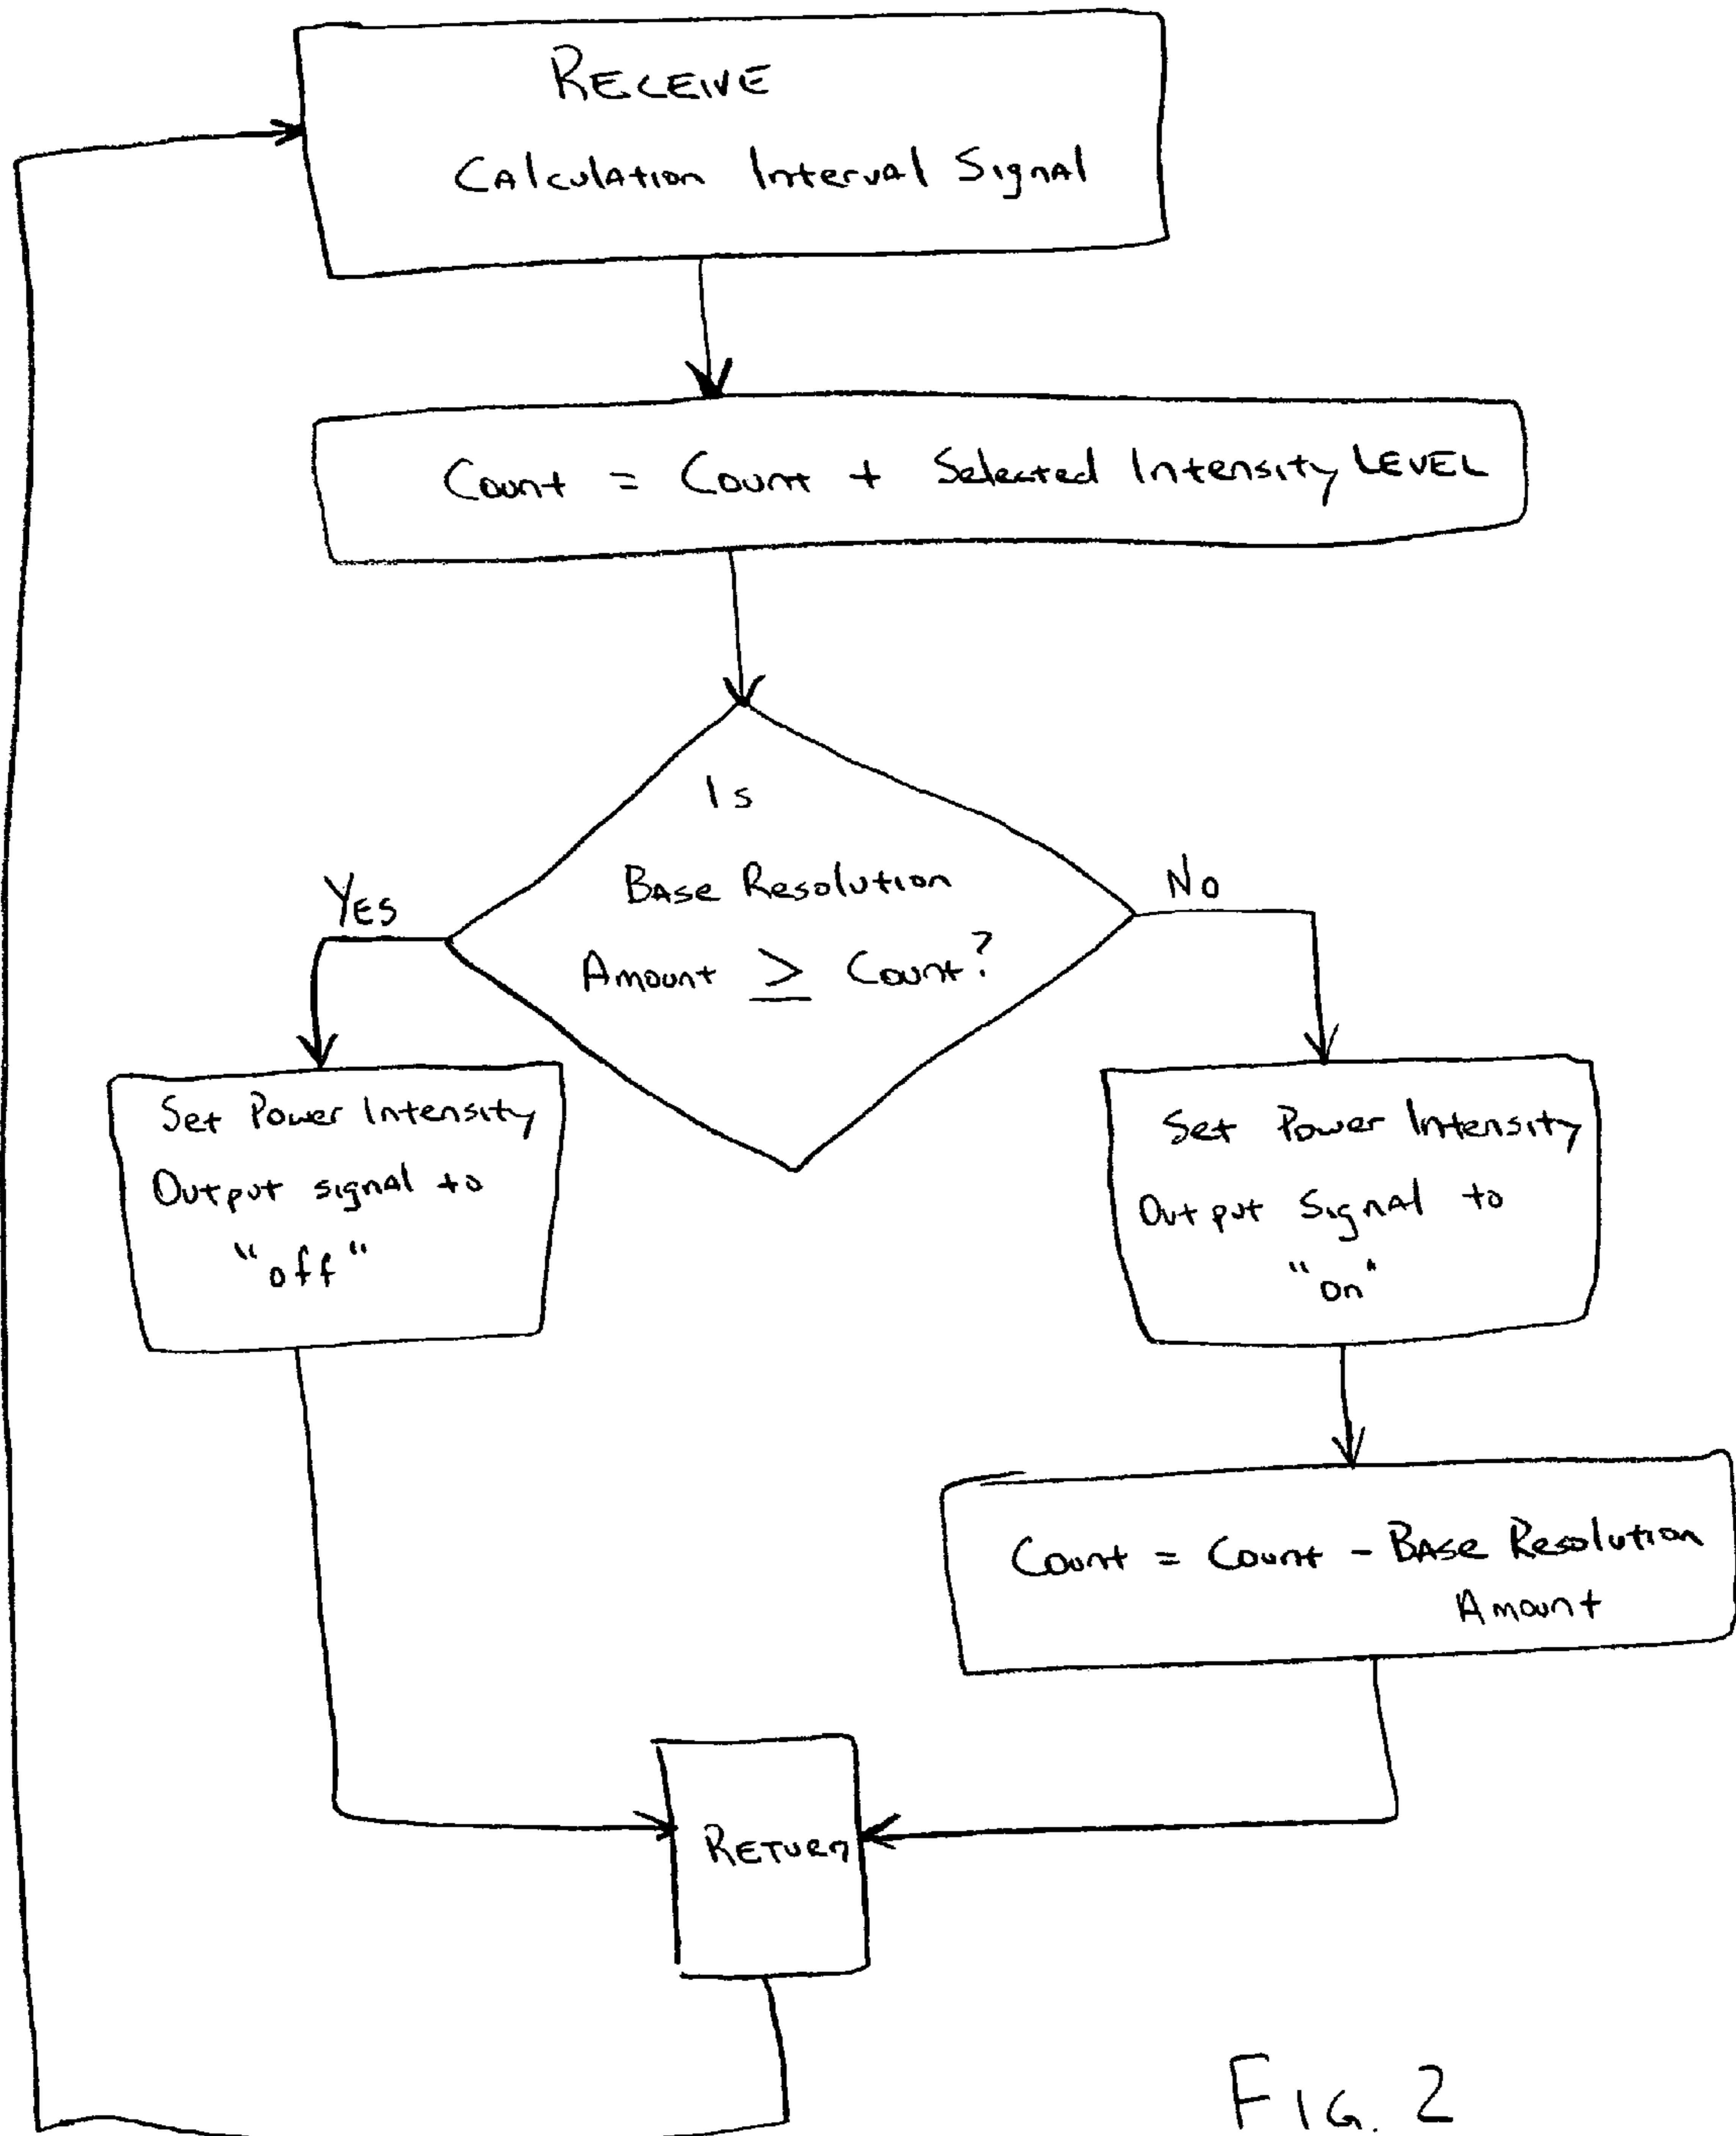 RECEIVE
Calculation Interval Signal
Count = Count + Selected Intensity LEVEL
Is
Base Resolution
Amount ≥ Count?
YES
No
Set Power Intensity
Output signal to
"off"
Set Power Intensity
Output Signal to
"on"
Count = Count - Base Resolution
Amount
RETURN
FIG. 2